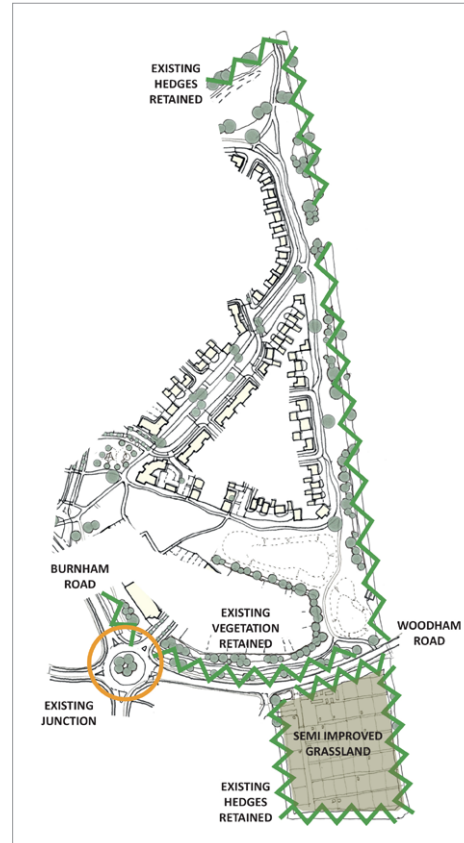 EXISTING
HEDGES
RETAINED
BURNHAM
ROAD
EXISTING
VEGETATION
RETAINED
WOODHAM
ROAD
EXISTING
JUNCTION
SEMI IMPROVED
GRASSLAND
EXISTING
HEDGES
RETAINED